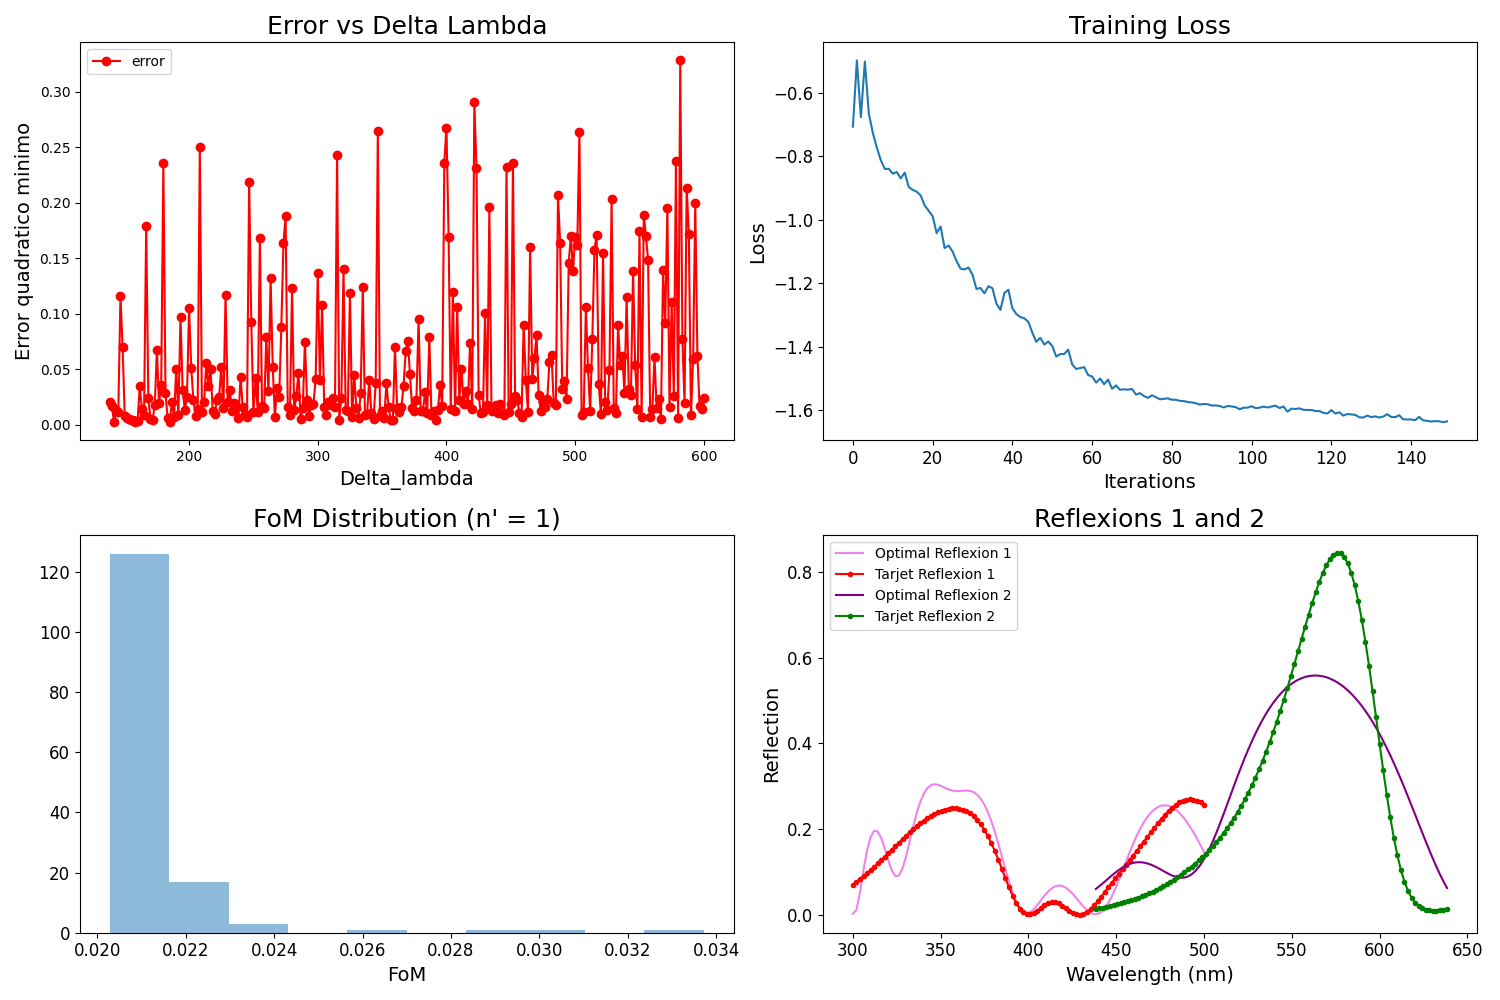 Error vs Delta Lambda
error
0.30
0.25
0.20
0.15
0.10
0.05
0.00
Error quadratico minimo
200 300 400 500 600
Delta_lambda
Training Loss
−0.6
−0.8
−1.0
−1.2
−1.4
−1.6
Loss
0 20 40 60 80 100 120 140
Iterations
FoM Distribution (n' = 1)
120
100
80
60
40
20
0
0.020 0.022 0.024 0.026 0.028 0.030 0.032 0.034
FoM
Reflexions 1 and 2
Optimal Reflexion 1
Tarjet Reflexion 1
Optimal Reflexion 2
Tarjet Reflexion 2
0.8
0.6
0.4
0.2
0.0
Reflection
300 350 400 450 500 550 600 650
Wavelength (nm)